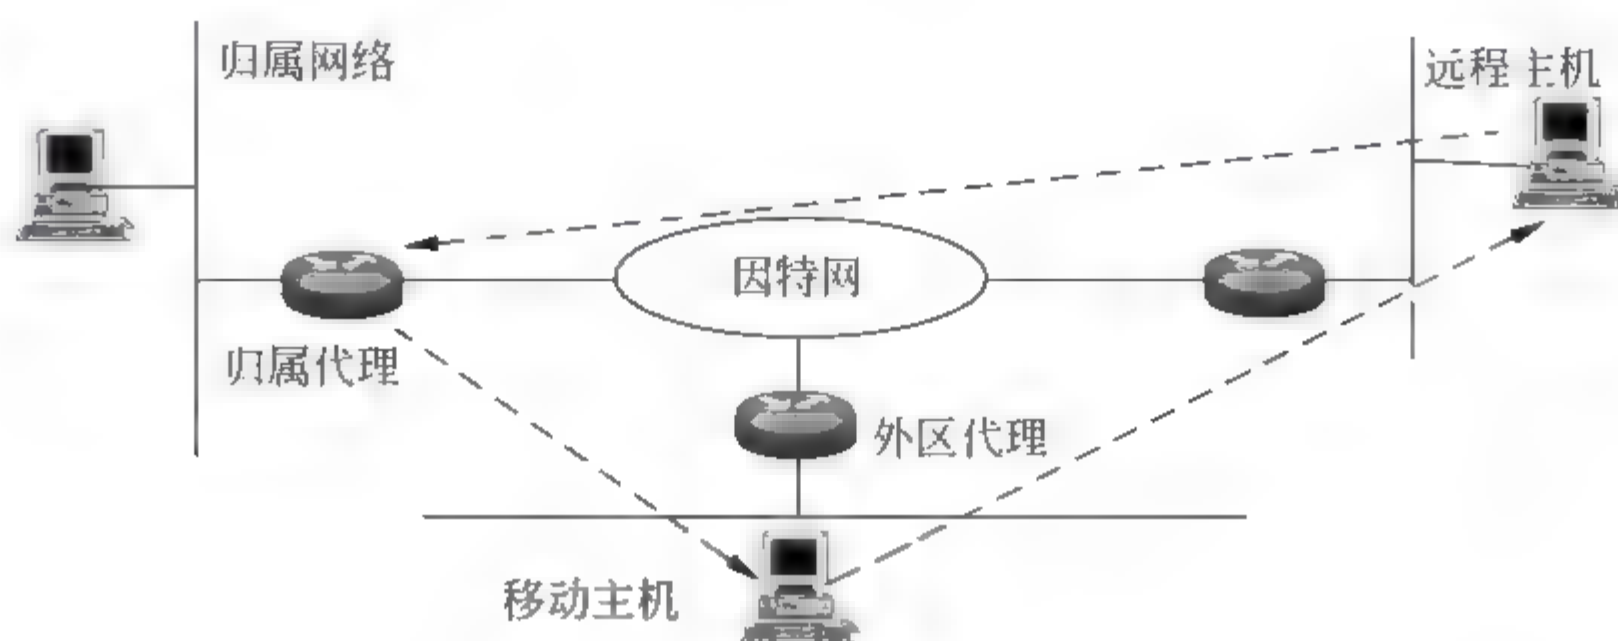 归属网络
远程主机
因特网
归属代理
外区代理
移动主机